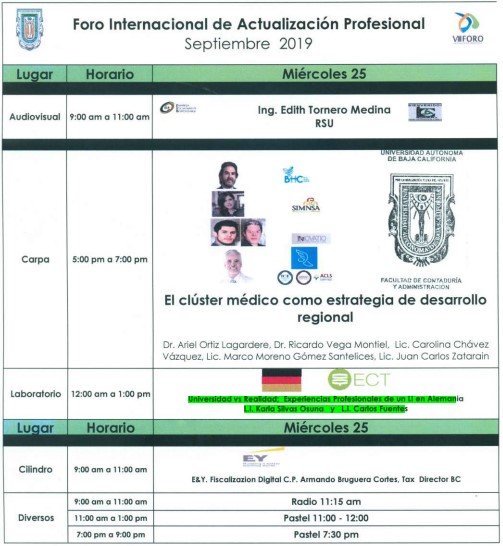 Foro Internacional de Actualización Profesional
Septiembre 2019
VIII FORO
Lugar Horario Miércoles 25
Audiovisual 9:00 am a 11:00 am Ing. Edith Tornero Medina
RSU
UNIVERSIDAD AUTONOMA
DE BAJA CALIFORNIA
BHC
SIMNSA
ACLS
Carpa 5:00 pm a 7:00 pm
FACULTAD DE CONTADURÍA
Y ADMINISTRACION
El clúster médico como estrategia de desarrollo
regional
Dr. Ariel Ortiz Lagardere, Dr. Ricardo Vega Montiel, Lic. Carolina Chávez
Vázquez, Lic. Marco Moreno Gómez Santelices, Lic. Juan Carlos Zatarain
ECT
Laboratorio 12:00 am a 1:00 pm
Universidad vs Realidad: Experiencias Profesionales de un LI en Alemania
L.I. Karla Silvas Osuna y L.I. Carlos Fuentes
Lugar Horario Miércoles 25
EY
Cilindro 9:00 am a 11:00 am
E&Y. Fiscalizazion Digital C.P. Armando Bruguera Cortes, Tax Director BC
Diversos
9:00 am a 11:00 am Radio 11:15 am
11:00 am a 1:00 pm Pastel 11:00 - 12:00
7:00 pm a 9:00 pm Pastel 7:30 pm